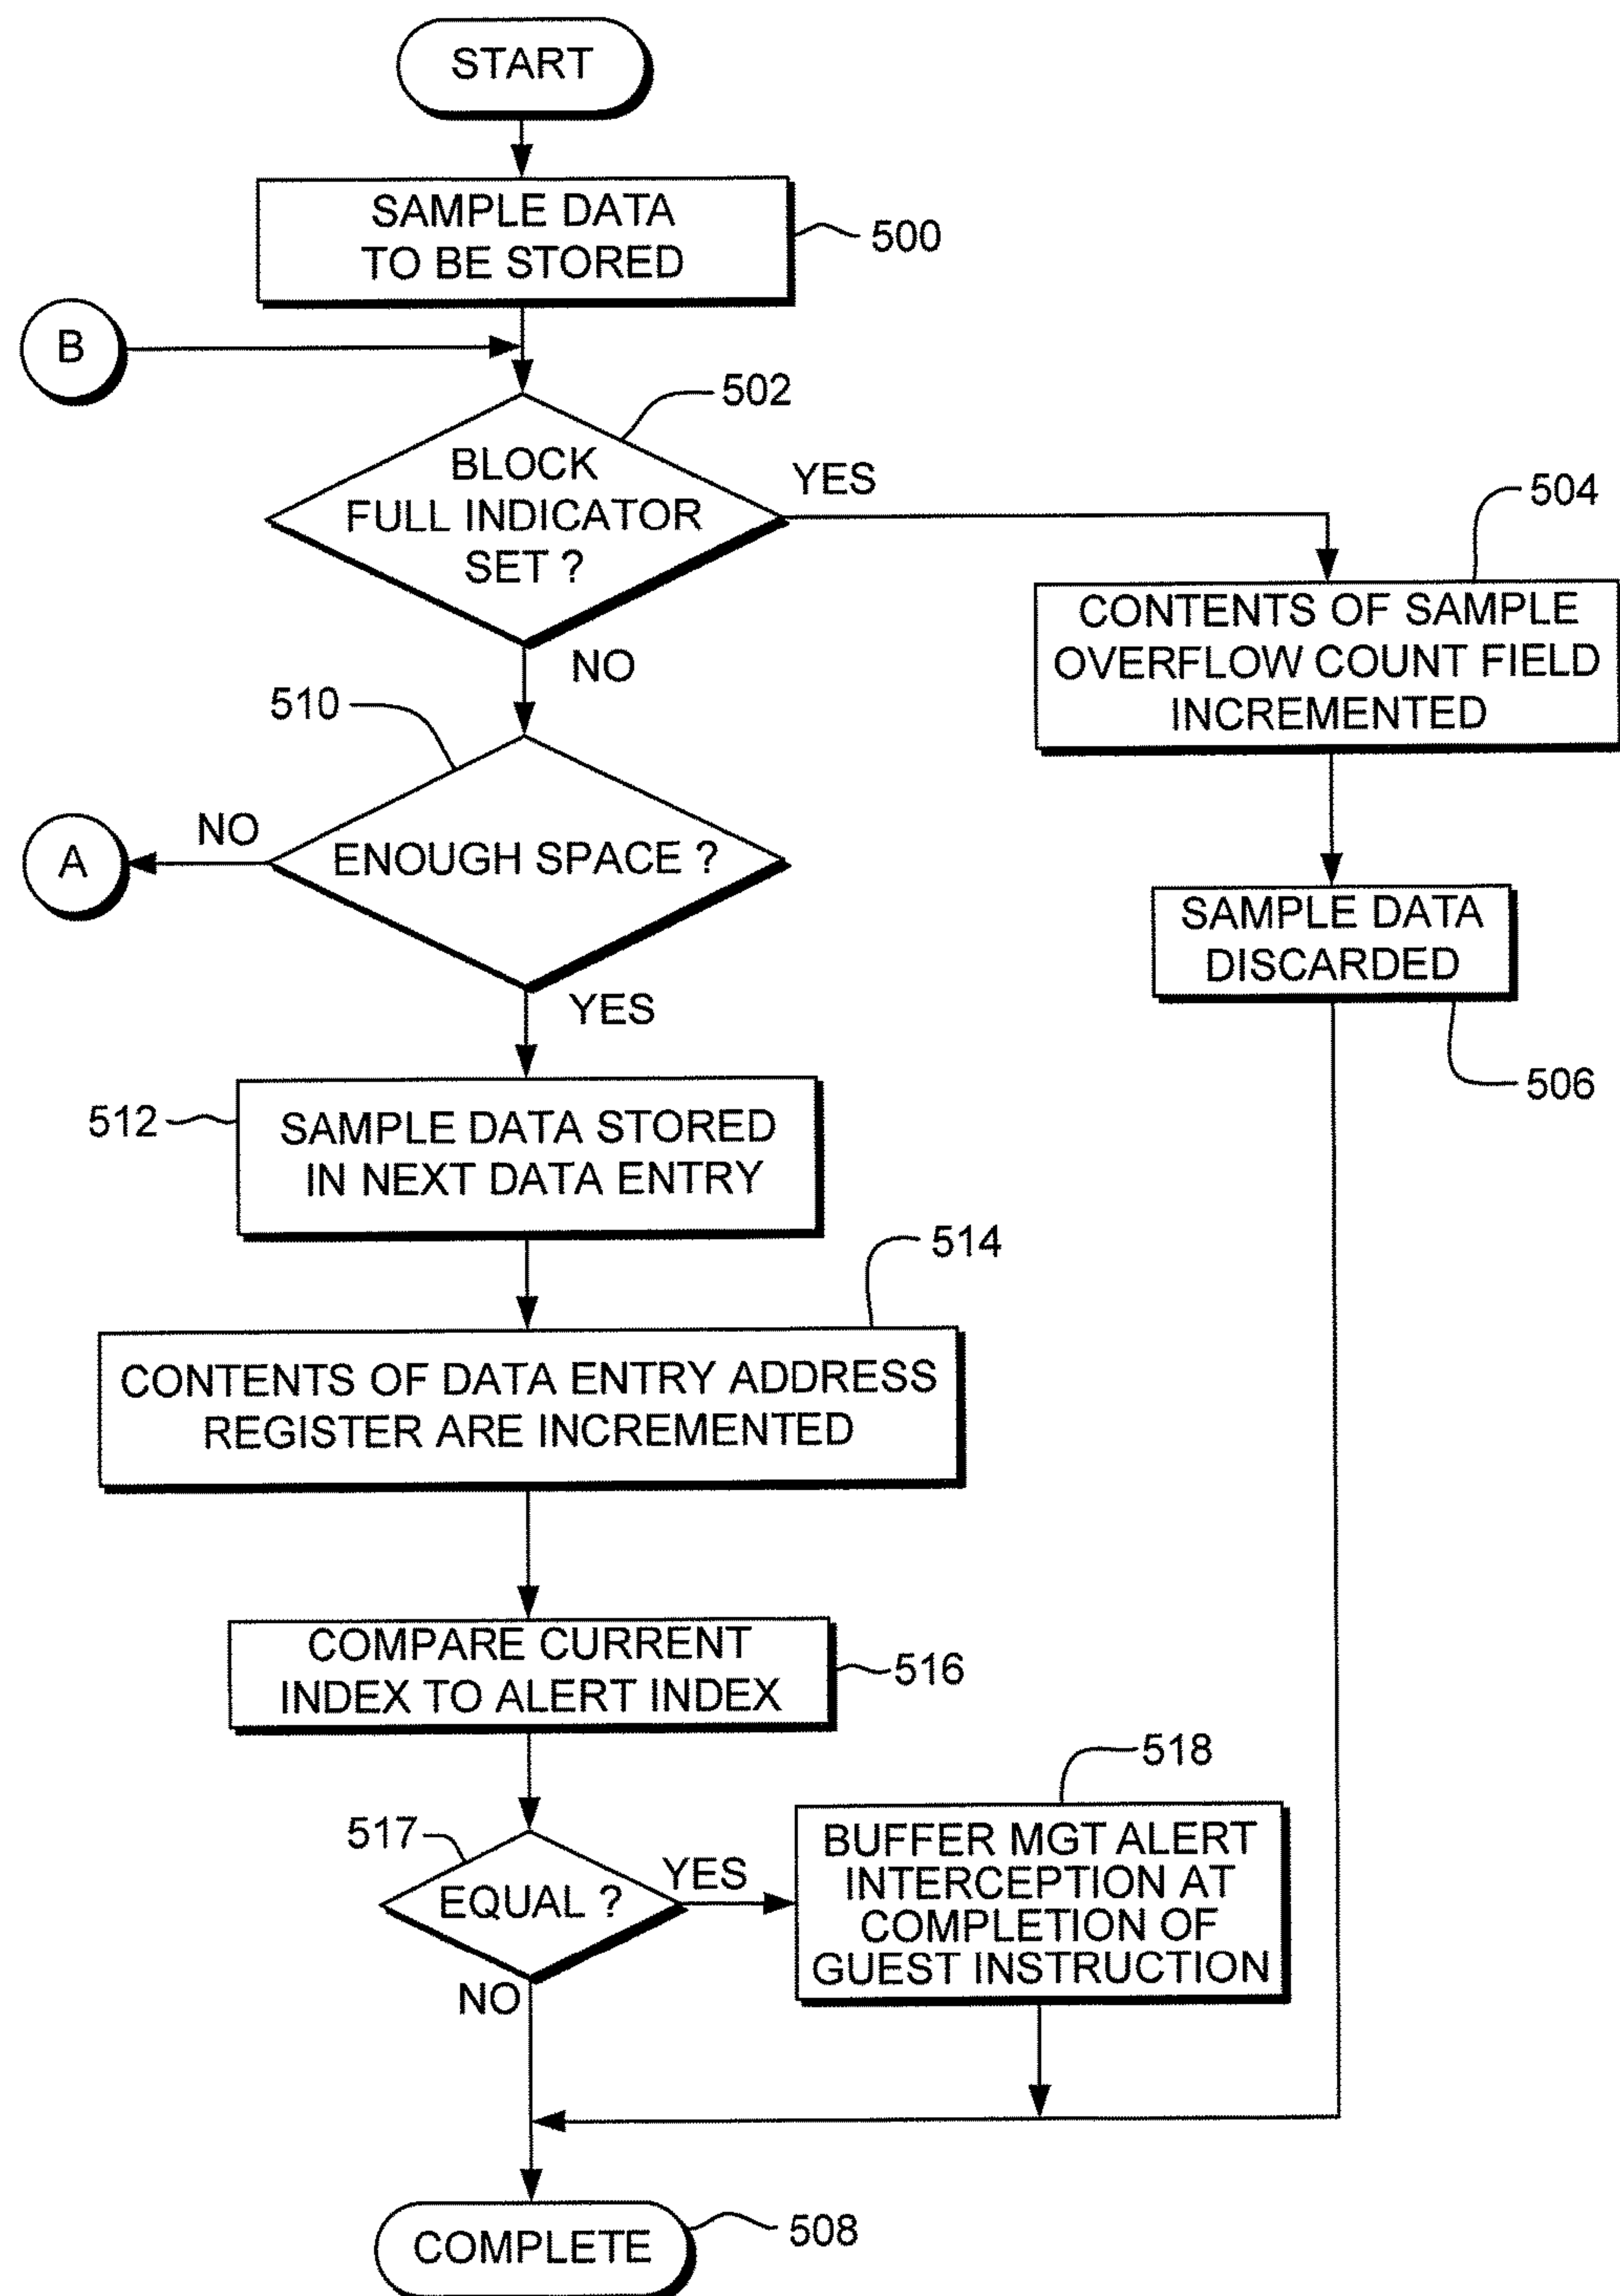 START
SAMPLE DATA
TO BE STORED
500
B
502
BLOCK
FULL INDICATOR
SET ?
YES
NO
504
CONTENTS OF SAMPLE
OVERFLOW COUNT FIELD
INCREMENTED
510
ENOUGH SPACE ?
NO
A
YES
SAMPLE DATA
DISCARDED
506
512
SAMPLE DATA STORED
IN NEXT DATA ENTRY
514
CONTENTS OF DATA ENTRY ADDRESS
REGISTER ARE INCREMENTED
COMPARE CURRENT
INDEX TO ALERT INDEX
516
517
EQUAL ?
YES
NO
518
BUFFER MGT ALERT
INTERCEPTION AT
COMPLETION OF
GUEST INSTRUCTION
COMPLETE
508